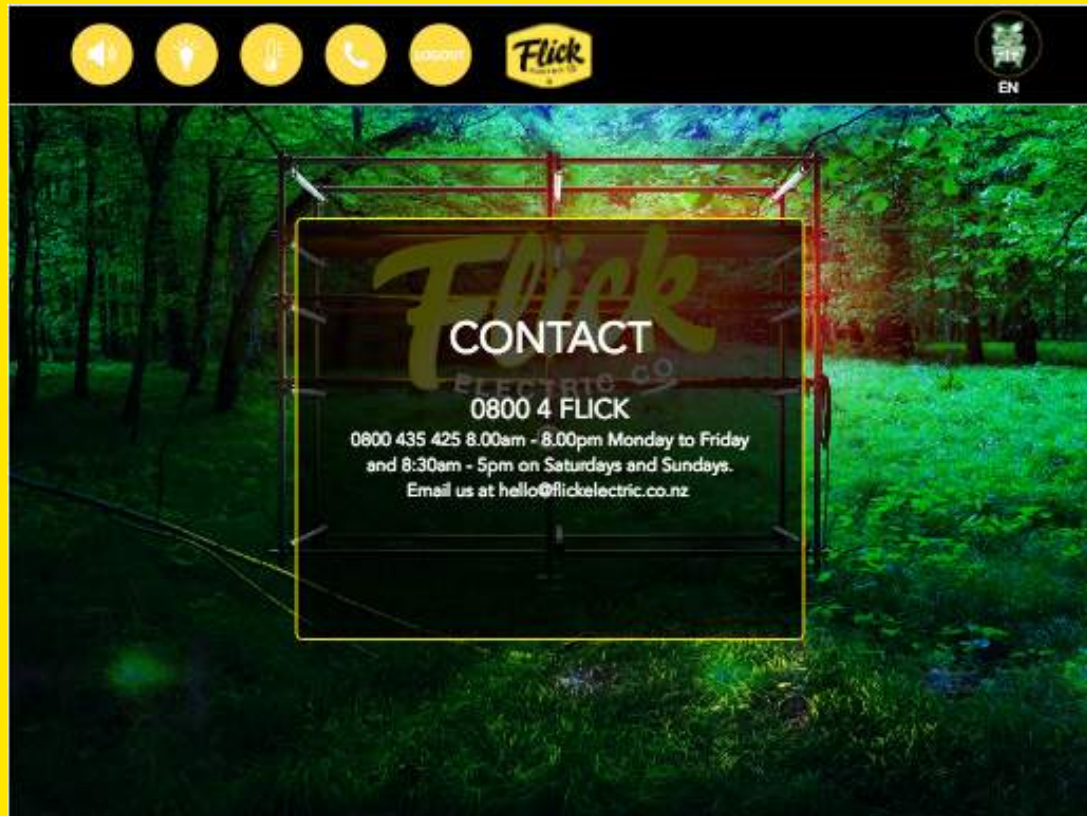 LOGOUT
Flick
EN
Flick
CONTACT
ELECTRIC CO
0800 4 FLICK
0800 435 425 8.00am - 8.00pm Monday to Friday
and 8:30am - 5pm on Saturdays and Sundays.
Email us at hello@flickelectric.co.nz